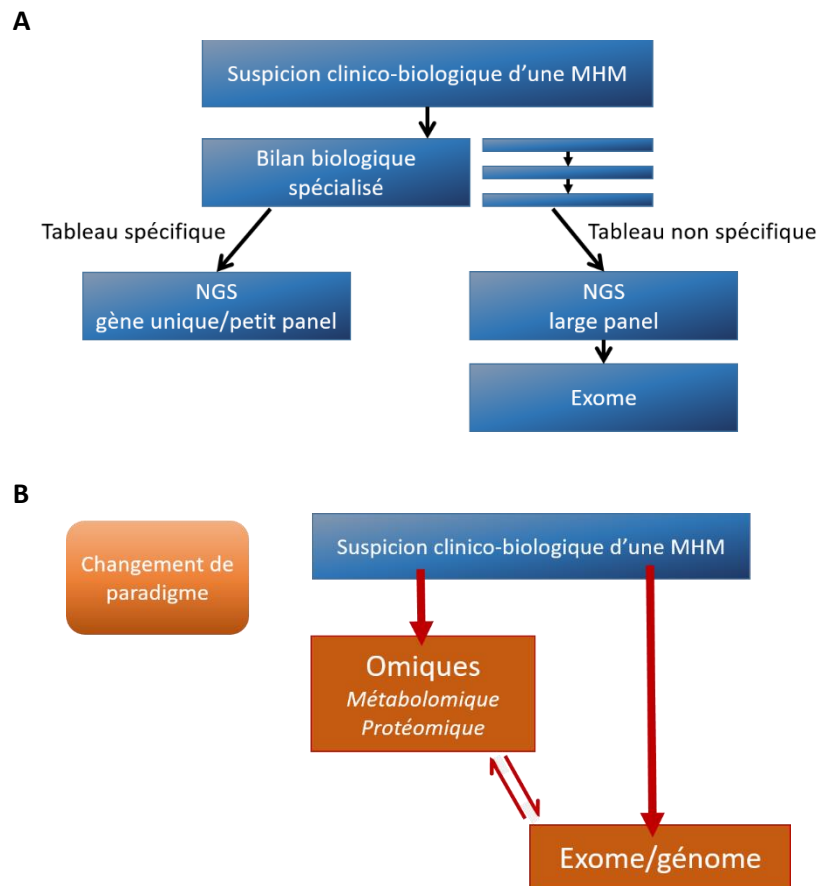 A
Suspicion clinico-biologique d’une MHM
Bilan biologique
spécialisé
Tableau spécifique
Tableau non spécifique
NGS
gène unique/petit panel
NGS
large panel
Exome
B
Changement de
paradigme
Suspicion clinico-biologique d’une MHM
Omiques
Métabolomique
Protéomique
Exome/génome